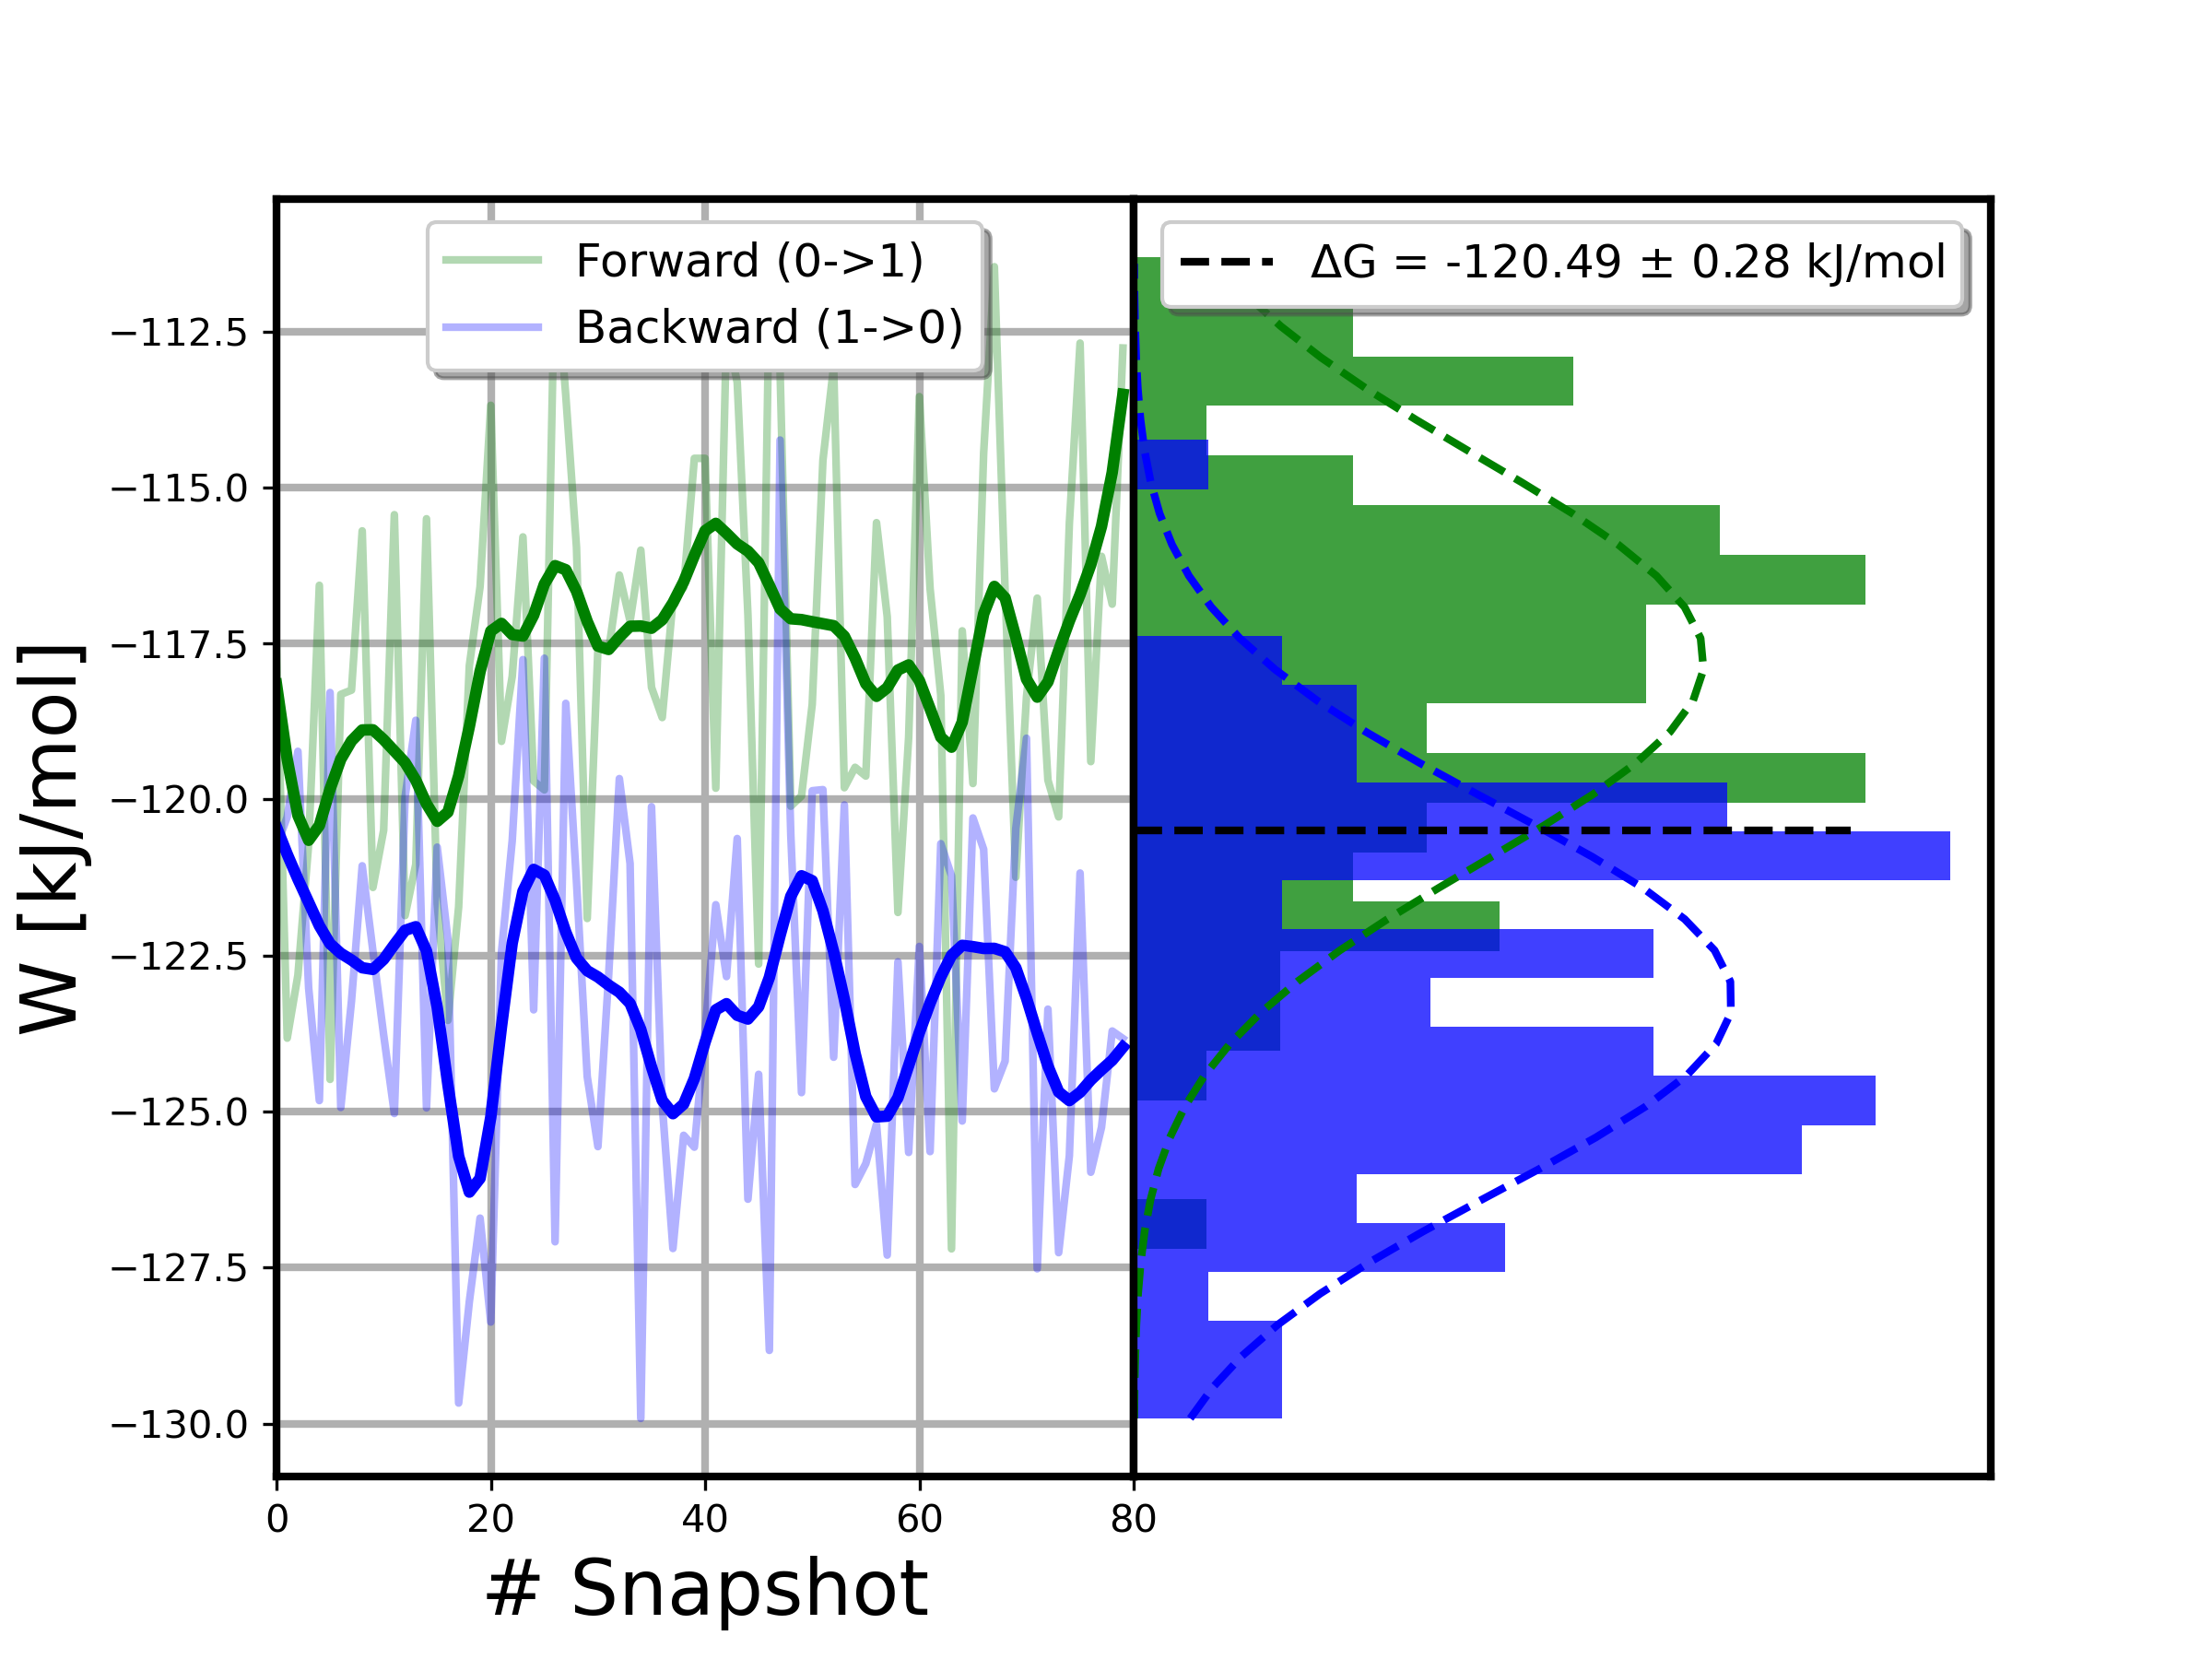 Forward (0->1)
Backward (1->0)
ΔG = -120.49 ± 0.28 kJ/mol
W [kJ/mol]
−112.5
−115.0
−117.5
−120.0
−122.5
−125.0
−127.5
−130.0
0 20 40 60 80
# Snapshot